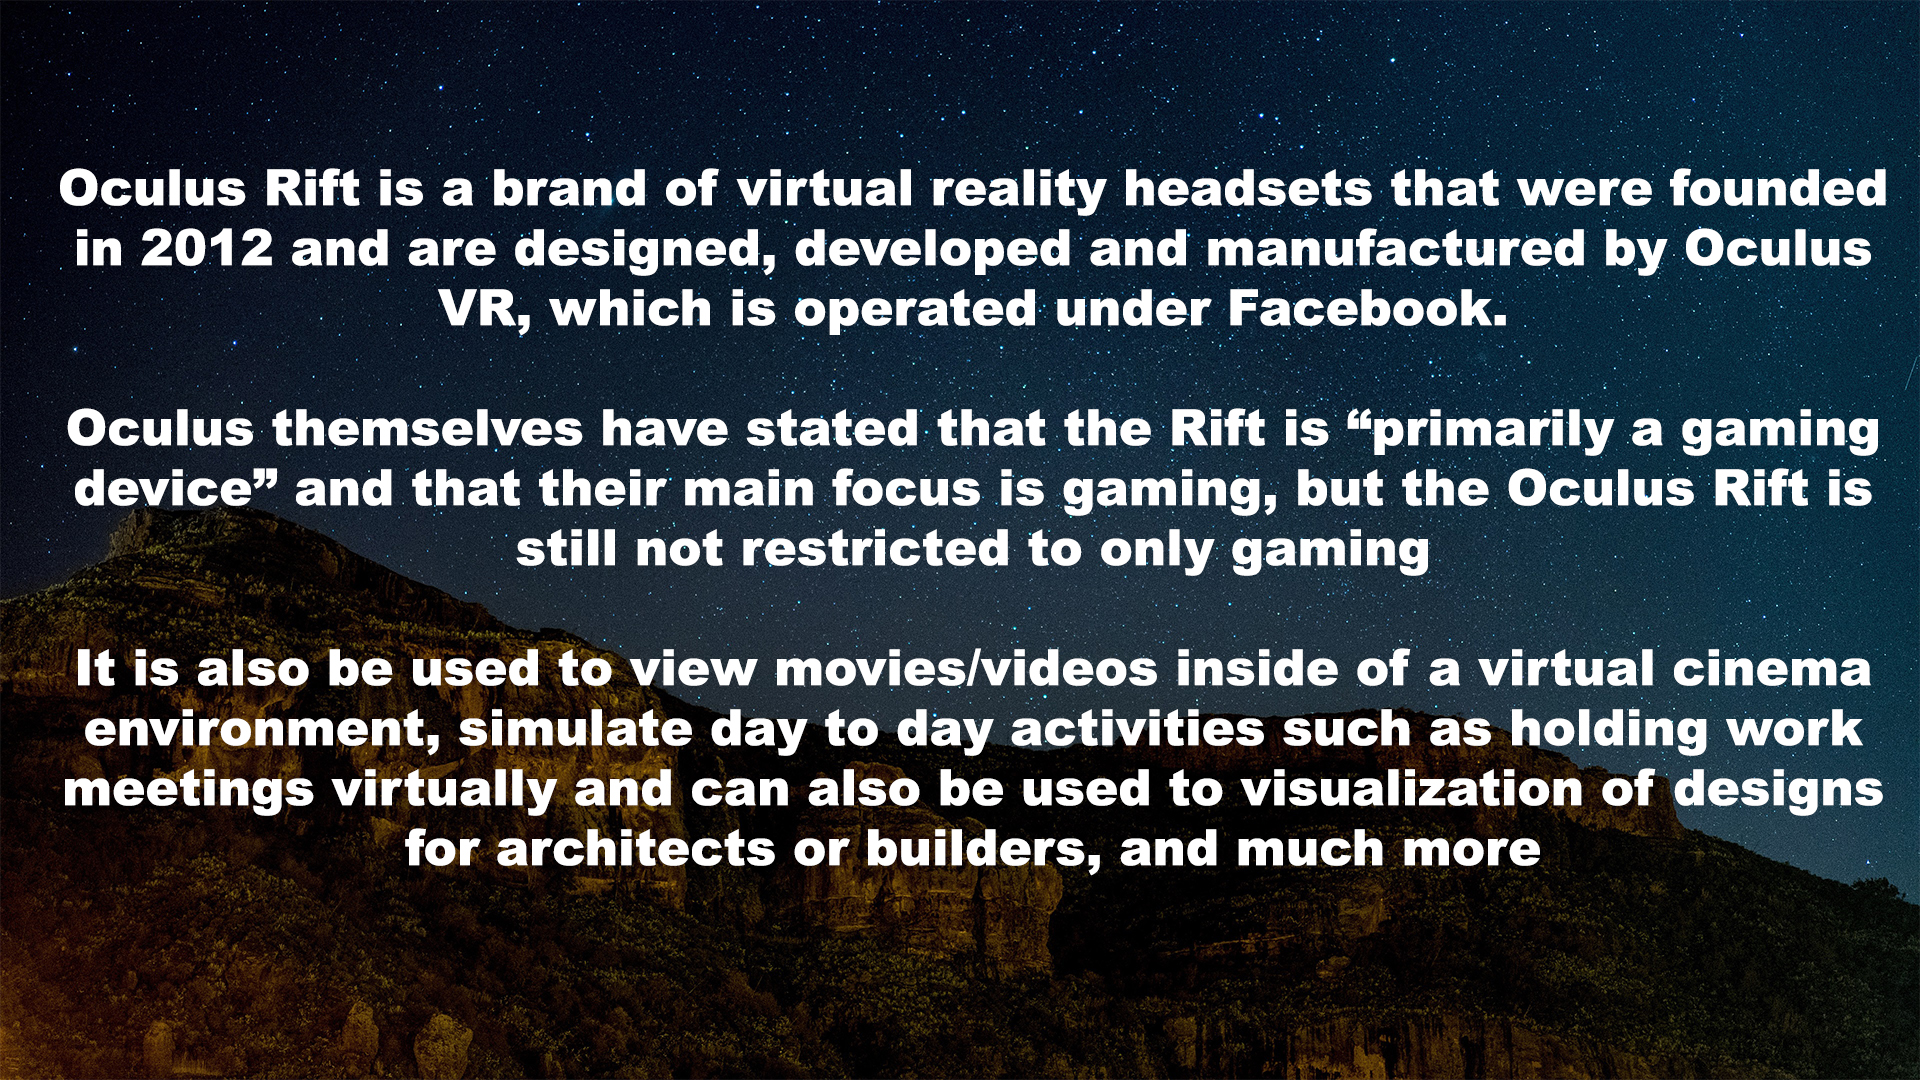 Oculus Rift is a brand of virtual reality headsets that were founded
in 2012 and are designed, developed and manufactured by Oculus
VR, which is operated under Facebook.
Oculus themselves have stated that the Rift is “primarily a gaming
device” and that their main focus is gaming, but the Oculus Rift is
still not restricted to only gaming
It is also be used to view movies/videos inside of a virtual cinema
environment, simulate day to day activities such as holding work
meetings virtually and can also be used to visualization of designs
for architects or builders, and much more